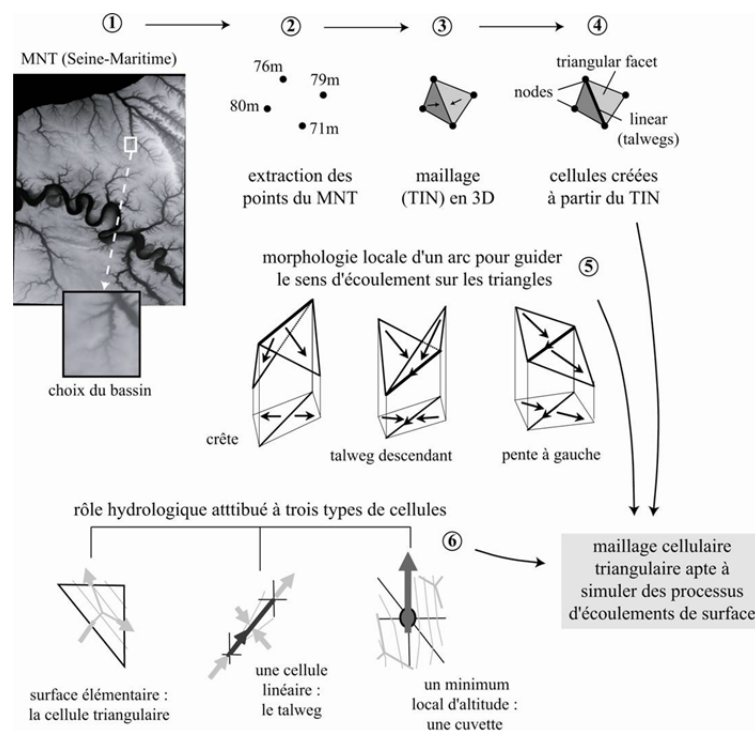 ① ② ③ ④
MNT (Seine-Maritime)
76m
79m
80m
71m
triangular facet
nodes
linear
(talwegs)
extraction des
points du MNT
maillage
(TIN) en 3D
cellules créées
à partir du TIN
choix du bassin
morphologie locale d'un arc pour guider
le sens d'écoulement sur les triangles
⑤
crête
talweg descendant
pente à gauche
rôle hydrologique atttibué à trois types de cellules
⑥
maillage cellulaire
triangulaire apte à
simuler des processus
d'écoulements de surface
surface élémentaire :
la cellule triangulaire
une cellule
linéaire :
le talweg
un minimum
local d'altitude :
une cuvette